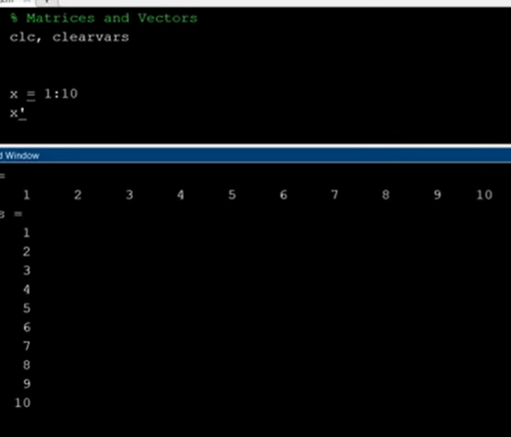 % Matrices and Vectors
clc, clearvars
x = 1:10
x'
Window
=
1 2 3 4 5 6 7 8 9 10
s =
1
2
3
4
5
6
7
8
9
10